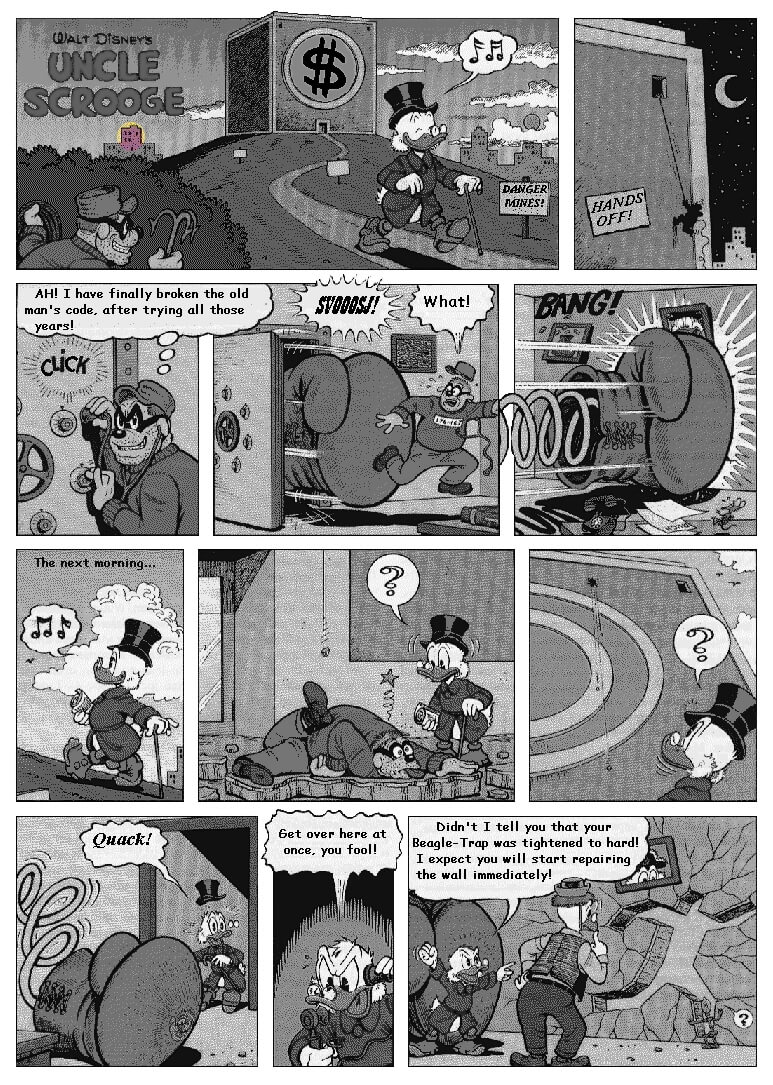 WALT DISNEY'S
UNCLE
SCROOGE
$
DANGER
MINES!
HANDS
OFF!
AH! I have finally broken the old
man's code, after trying all those
years!
CLICK
SVOOOSJ!
What!
176-167
BANG!
The next morning...
?
?
Quack!
Get over here at
once, you fool!
Didn't I tell you that your
Beagle-Trap was tightened to hard!
I expect you will start repairing
the wall immediately!
?